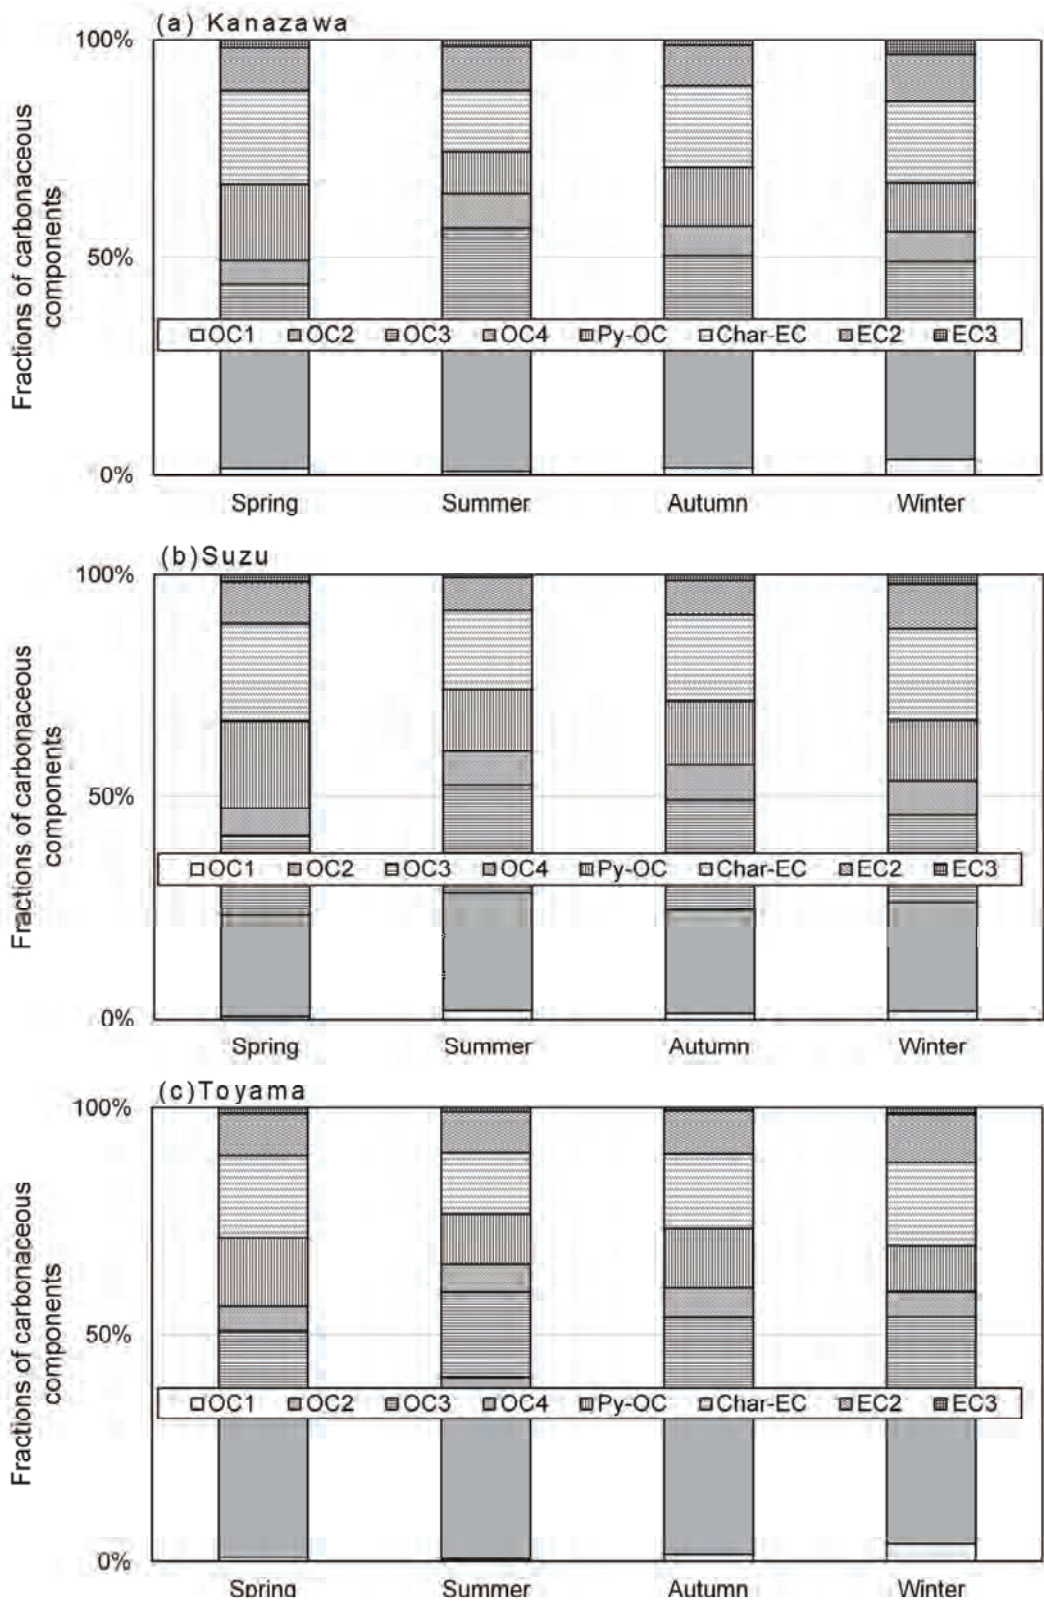 (a) Kanazawa
100%
50%
0%
Fractions of carbonaceous
components
OC1 OC2 OC3 OC4 Py-OC Char-EC EC2 EC3
Spring Summer Autumn Winter
(b)Suzu
100%
50%
0%
Fractions of carbonaceous
components
OC1 OC2 OC3 OC4 Py-OC Char-EC EC2 EC3
Spring Summer Autumn Winter
(c)Toyama
100%
50%
0%
Fractions of carbonaceous
components
OC1 OC2 OC3 OC4 Py-OC Char-EC EC2 EC3
Spring Summer Autumn Winter